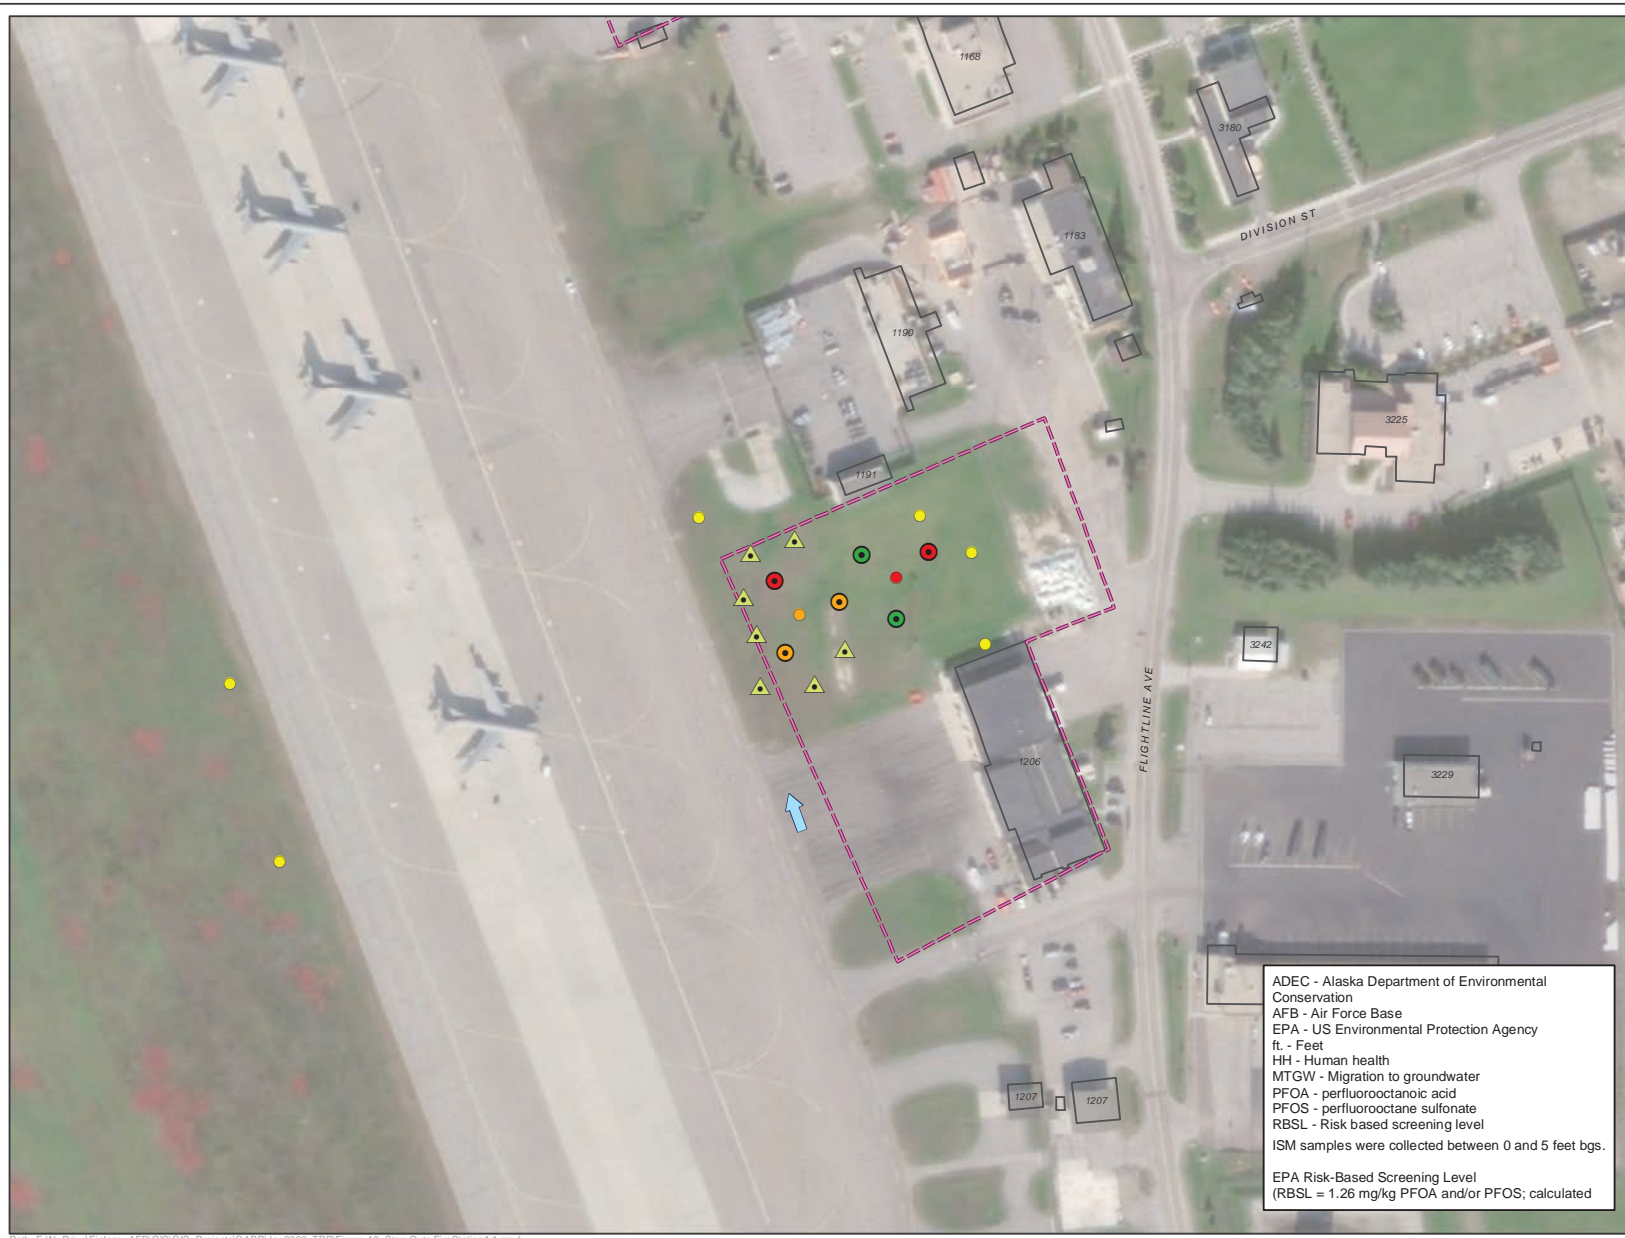 1168
3180
DIVISION ST
1183
1190
3225
1191
3242
FLIGHTLINE AVE
1206
3229
1207
1207
ADEC - Alaska Department of Environmental
Conservation
AFB - Air Force Base
EPA - US Environmental Protection Agency
ft. - Feet
HH - Human health
MTGW - Migration to groundwater
PFOA - perfluorooctanoic acid
PFOS - perfluorooctane sulfonate
RBSL - Risk based screening level
ISM samples were collected between 0 and 5 feet bgs.
EPA Risk-Based Screening Level
(RBSL = 1.26 mg/kg PFOA and/or PFOS; calculated